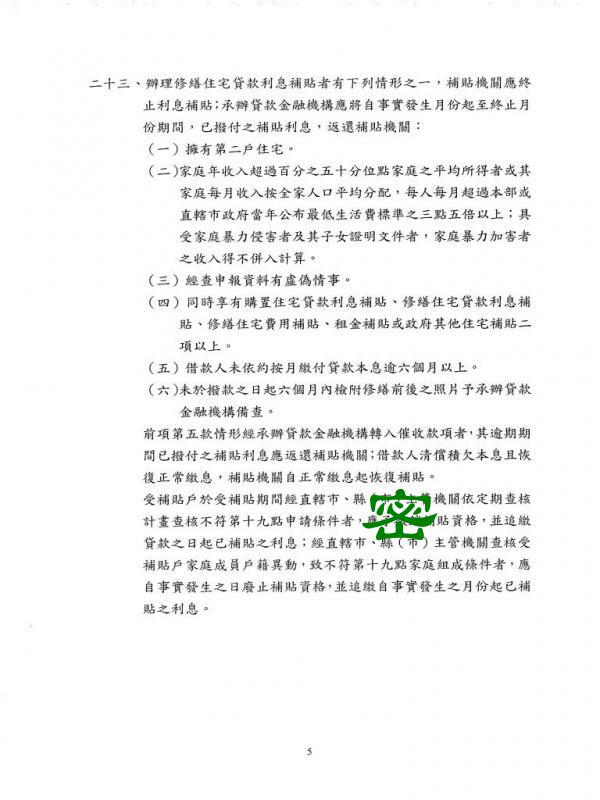 二十三、辦理修繕住宅貸款利息補貼者有下列情形之一，補貼機關應終
止利息補貼；承辦貸款金融機構應將自事實發生月份起至終止月
份期間，已撥付之補貼利息，返還補貼機關：
（一）擁有第二戶住宅。
（二）家庭年收入超過百分之五十分位點家庭之平均所得者或其
家庭每月收入按全家人口平均分配，每人每月超過本部或
直轄市政府當年公布最低生活費標準之三點五倍以上；具
受家庭暴力侵害者及其子女證明文件者，家庭暴力加害者
之收入得不併入計算。
（三）經查申報資料有虛偽情事。
（四）同時享有購置住宅貸款利息補貼、修繕住宅貸款利息補
貼、修繕住宅費用補貼、租金補貼或政府其他住宅補貼二
項以上。
（五）借款人未依約按月繳付貸款本息逾六個月以上。
（六）未於撥款之日起六個月內檢附修繕前後之照片予承辦貸款
金融機構備查。
前項第五款情形經承辦貸款金融機構轉入催收款項者，其逾期期
間已撥付之補貼利息應返還補貼機關；借款人清償積欠本息且恢
復正常繳息，補貼機關自正常繳息起恢復補貼。
受補貼戶於受補貼期間經直轄市、縣（市）主管機關依定期查核
計畫查核不符第十九點申請條件者，應補貼資格，並追繳
貸款之日起已補貼之利息；經直轄市、縣（市）主管機關查核受
補貼戶家庭成員戶籍異動，致不符第十九點家庭組成條件者，應
自事實發生之日廢止補貼資格，並追繳自事實發生之月份起已補
貼之利息。
密
5